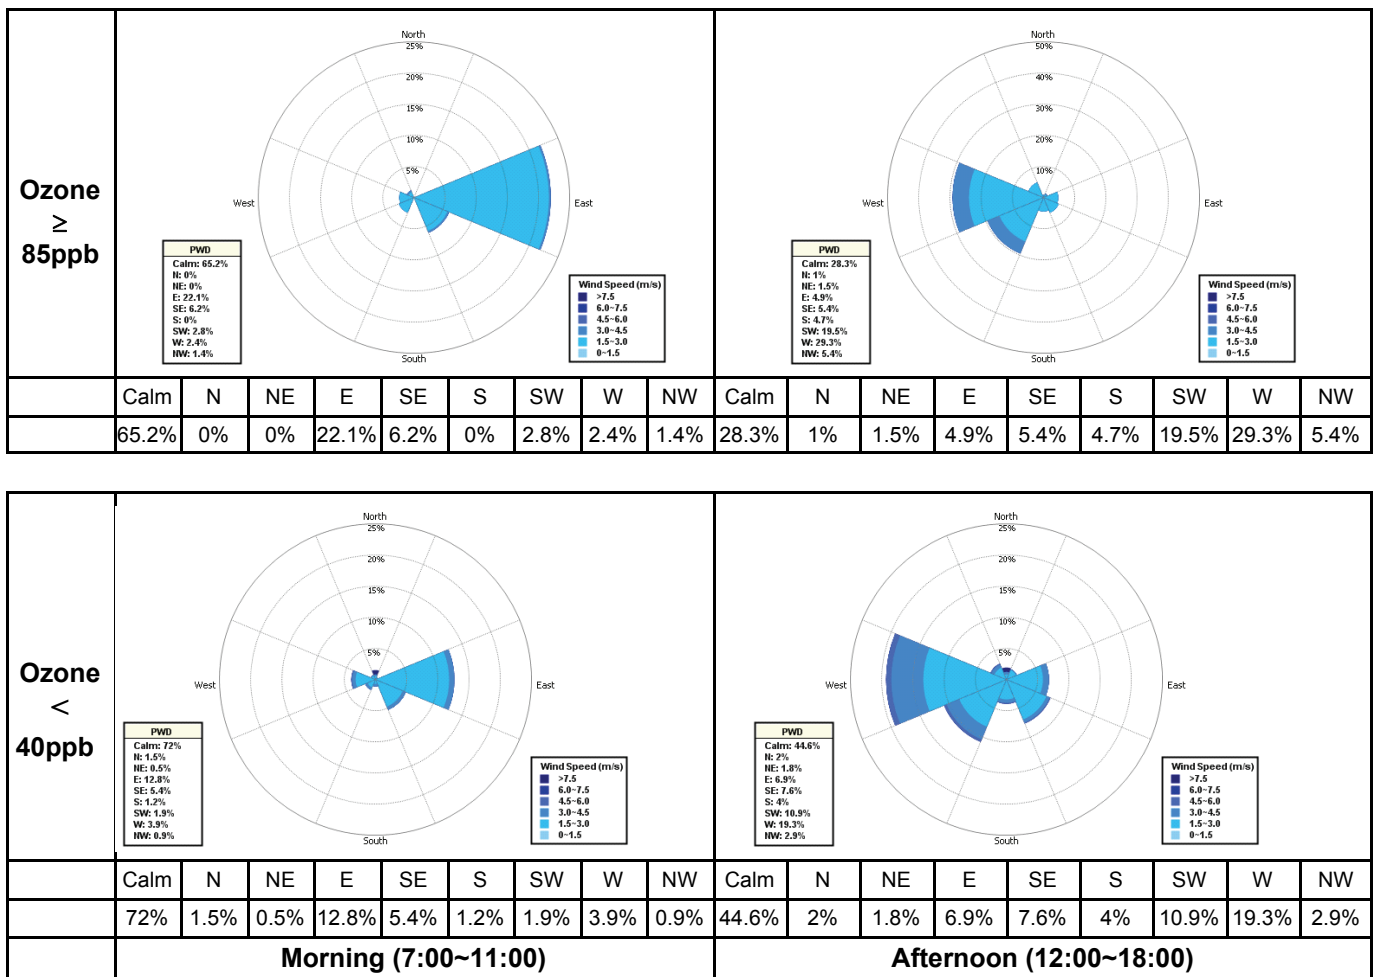 Ozone
≥
85ppb
North
25%
20%
15%
10%
5%
West
East
South
PWD
Calm: 65.2%
N: 0%
NE: 0%
E: 22.1%
SE: 6.2%
S: 0%
SW: 2.8%
W: 2.4%
NW: 1.4%
Wind Speed (m/s)
>7.5
6.0~7.5
4.5~6.0
3.0~4.5
1.5~3.0
0~1.5
North
50%
40%
30%
20%
10%
West
East
South
PWD
Calm: 28.3%
N: 1%
NE: 1.5%
E: 4.9%
SE: 5.4%
S: 4.7%
SW: 19.5%
W: 29.3%
NW: 5.4%
Wind Speed (m/s)
>7.5
6.0~7.5
4.5~6.0
3.0~4.5
1.5~3.0
0~1.5
Calm N NE E SE S SW W NW Calm N NE E SE S SW W NW
65.2% 0% 0% 22.1% 6.2% 0% 2.8% 2.4% 1.4% 28.3% 1% 1.5% 4.9% 5.4% 4.7% 19.5% 29.3% 5.4%
Ozone
<
40ppb
North
25%
20%
15%
10%
5%
West
East
South
PWD
Calm: 72%
N: 1.5%
NE: 0.5%
E: 12.8%
SE: 5.4%
S: 1.2%
SW: 1.9%
W: 3.9%
NW: 0.9%
Wind Speed (m/s)
>7.5
6.0~7.5
4.5~6.0
3.0~4.5
1.5~3.0
0~1.5
North
25%
20%
15%
10%
5%
West
East
South
PWD
Calm: 44.6%
N: 2%
NE: 1.8%
E: 6.9%
SE: 7.6%
S: 4%
SW: 10.9%
W: 19.3%
NW: 2.9%
Wind Speed (m/s)
>7.5
6.0~7.5
4.5~6.0
3.0~4.5
1.5~3.0
0~1.5
Calm N NE E SE S SW W NW Calm N NE E SE S SW W NW
72% 1.5% 0.5% 12.8% 5.4% 1.2% 1.9% 3.9% 0.9% 44.6% 2% 1.8% 6.9% 7.6% 4% 10.9% 19.3% 2.9%
Morning (7:00~11:00) Afternoon (12:00~18:00)